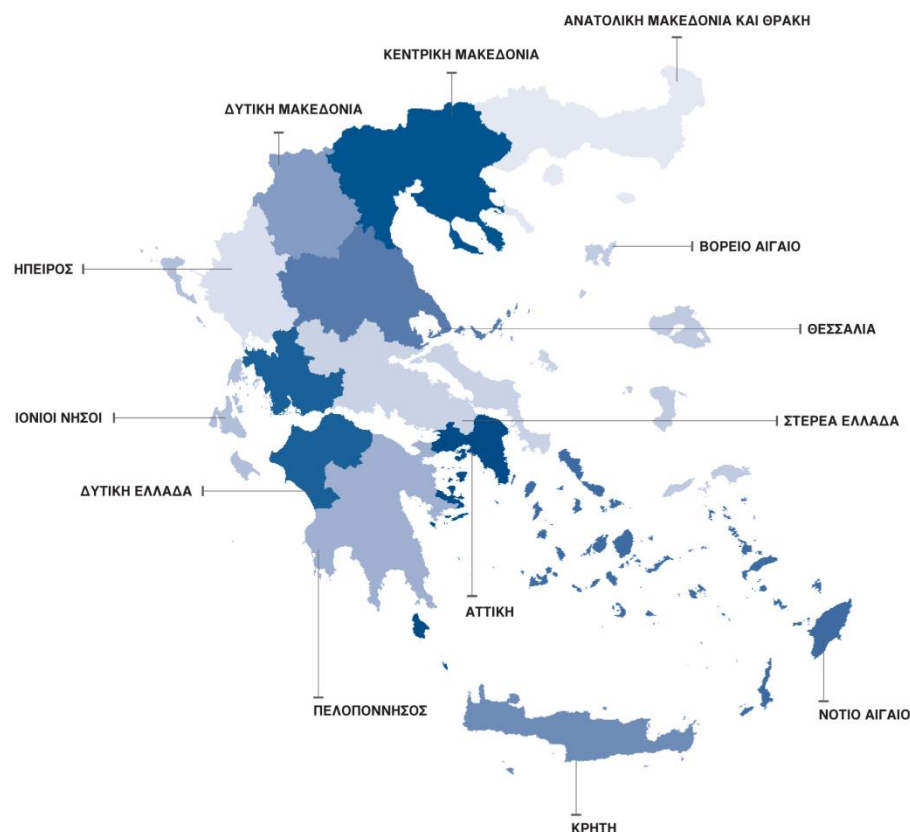 ΑΝΑΤΟΛΙΚΗ ΜΑΚΕΔΟΝΙΑ ΚΑΙ ΘΡΑΚΗ
ΚΕΝΤΡΙΚΗ ΜΑΚΕΔΟΝΙΑ
ΔΥΤΙΚΗ ΜΑΚΕΔΟΝΙΑ
ΒΟΡΕΙΟ ΑΙΓΑΙΟ
ΗΠΕΙΡΟΣ
ΘΕΣΣΑΛΙΑ
ΙΟΝΙΟΙ ΝΗΣΟΙ
ΣΤΕΡΕΑ ΕΛΛΑΔΑ
ΔΥΤΙΚΗ ΕΛΛΑΔΑ
ΑΤΤΙΚΗ
ΠΕΛΟΠΟΝΝΗΣΟΣ
ΝΟΤΙΟ ΑΙΓΑΙΟ
ΚΡΗΤΗ